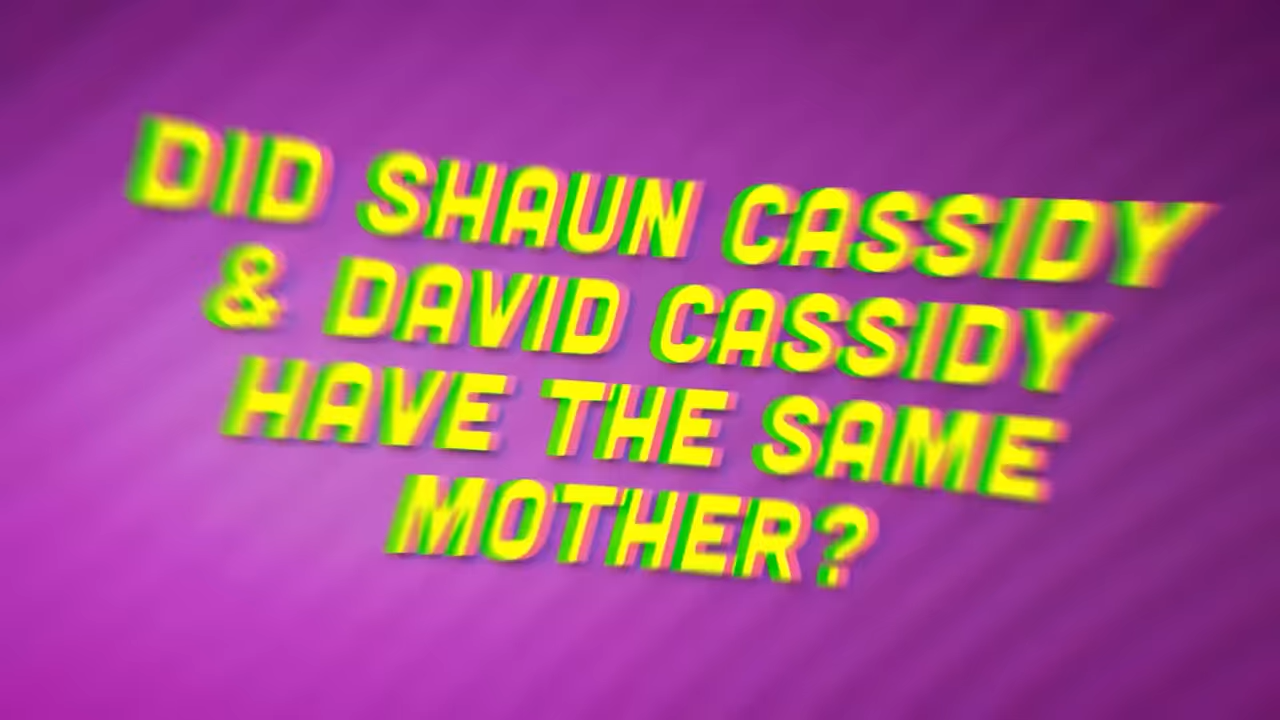 DID SHAUN CASSIDY
& DAVID CASSIDY
HAVE THE SAME
MOTHER?